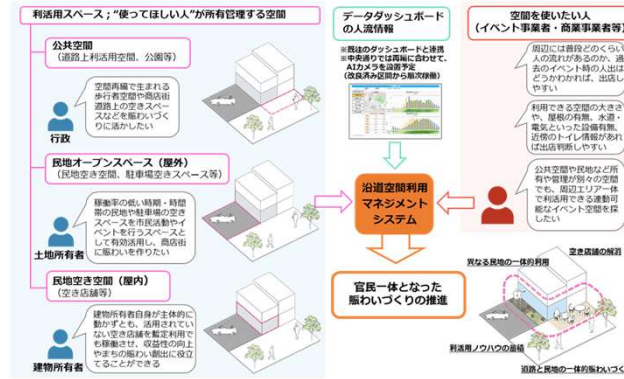 利活用スペース；“使ってほしい人”が所有管理する空間
公共空間
（道路上利活用空間、公園等）
空間再編で生まれる
歩行者空間や商店街
道路上の空きスペー
スなどを賑わいづく
りに活かしたい
行政
民地オープンスペース（屋外）
（民地空き空間、駐車場空きスペース等）
稼働率の低い時期・時間
帯の民地や駐車場の空き
スペースを市民活動やイ
ベントを行うスペースと
して有効活用し、商店街
に賑わいを作りたい
土地所有者
民地空き空間（屋内）
（空き店舗等）
建物所有者自身が主体的に
動かずとも、活用されてい
ない空き店舗を暫定利用で
も稼働させ、収益性の向上
やまちの賑わい創出に役立
てることができる
建物所有者
データダッシュボード
の人流情報
※既往のダッシュボードと連携
※中央通りでは再編に合わせて、
AIカメラを設置予定
（改良済み区間から順次稼働）
沿道空間利用
マネジメント
システム
官民一体となった
賑わいづくりの推進
空間を使いたい人
（イベント事業者・商業事業者等）
周辺には普段どのくらい
人の流れがあるのか、過
去のイベント時の人出は
どうかわかれば、出店し
やすい
利用できる空間の大きさ
や、屋根の有無、水道・
電気といった設備有無、
近傍のトイレ情報があれ
ば出店判断しやすい
公共空間や民地など所
有や管理が別々の空間
でも、周辺エリア一体
で利活用できる連動可
能なイベント空間を探
したい
空き店舗の解消
異なる民地の一体的利用
利活用ノウハウの蓄積
道路と民地の一体的賑わいづくり